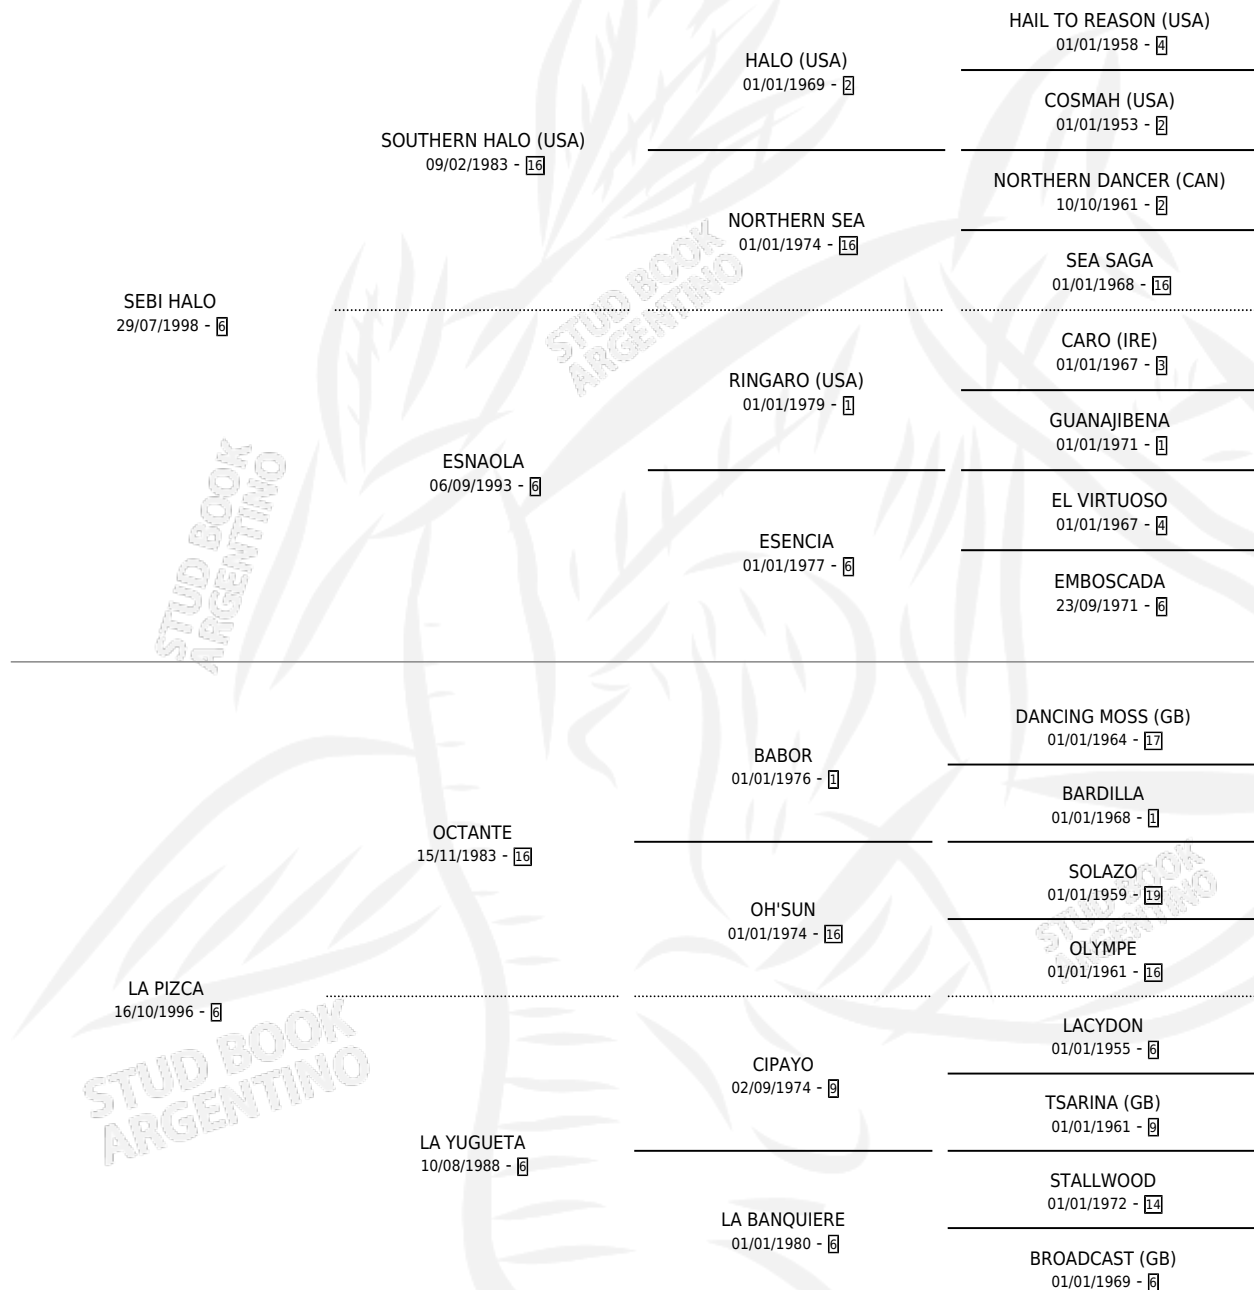 HAIL TO REASON (USA)
01/01/1958 - 4
HALO (USA)
01/01/1969 - 2
COSMAH (USA)
01/01/1953 - 2
SOUTHERN HALO (USA)
09/02/1983 - 16
NORTHERN DANCER (CAN)
10/10/1961 - 2
NORTHERN SEA
01/01/1974 - 16
SEA SAGA
01/01/1968 - 16
SEBI HALO
29/07/1998 - 6
CARO (IRE)
01/01/1967 - 3
RINGARO (USA)
01/01/1979 - 1
GUANAJIBENA
01/01/1971 - 1
ESNAOLA
06/09/1993 - 6
EL VIRTUOSO
01/01/1967 - 4
ESENCIA
01/01/1977 - 6
EMBOSCADA
23/09/1971 - 6
DANCING MOSS (GB)
01/01/1964 - 17
BABOR
01/01/1976 - 1
BARDILLA
01/01/1968 - 1
OCTANTE
15/11/1983 - 16
SOLAZO
01/01/1959 - 19
OH'SUN
01/01/1974 - 16
OLYMPE
01/01/1961 - 16
LA PIZCA
16/10/1996 - 6
LACYDON
01/01/1955 - 6
CIPAYO
02/09/1974 - 9
TSARINA (GB)
01/01/1961 - 9
LA YUGUETA
10/08/1988 - 6
STALLWOOD
01/01/1972 - 14
LA BANQUIERE
01/01/1980 - 6
BROADCAST (GB)
01/01/1969 - 6
STUD BOOK
ARGENTINO
STUD BOOK
ARGENTINO
STUD BOOK
ARGENTINO
STUD BOOK
ARGENTINO